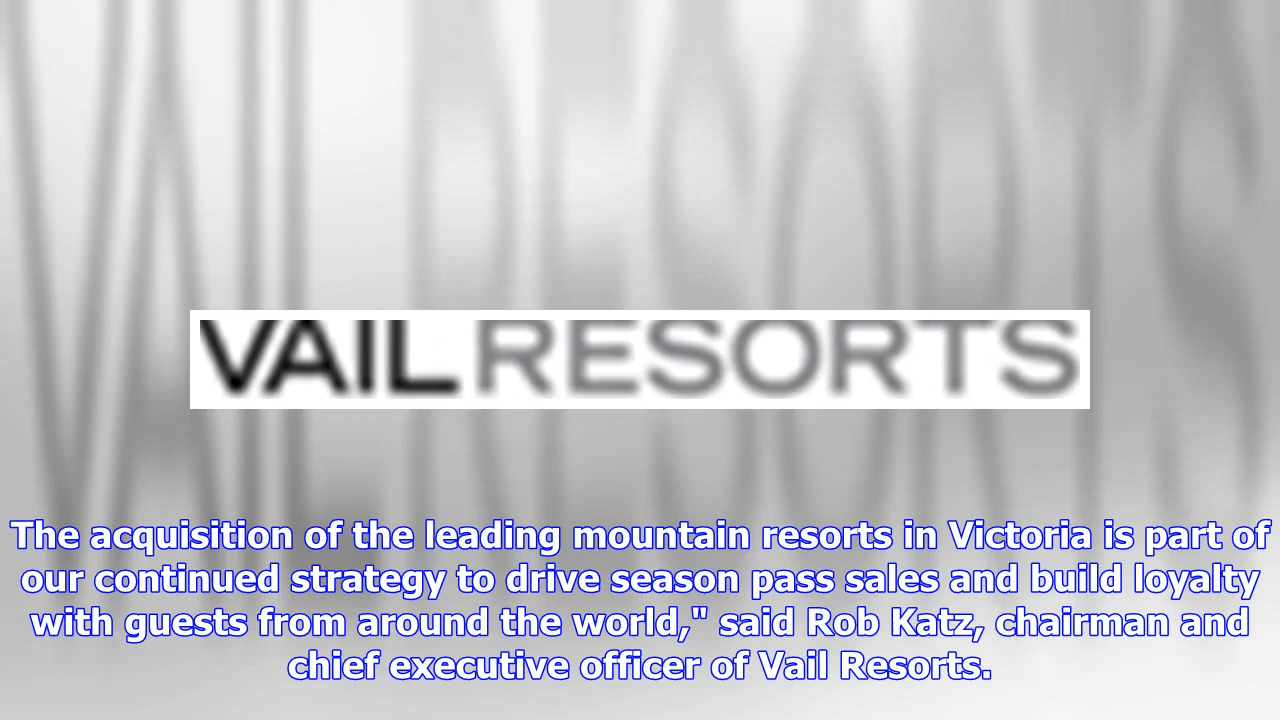 VAIL RESORTS
The acquisition of the leading mountain resorts in Victoria is part of
our continued strategy to drive season pass sales and build loyalty
with guests from around the world," said Rob Katz, chairman and
chief executive officer of Vail Resorts.